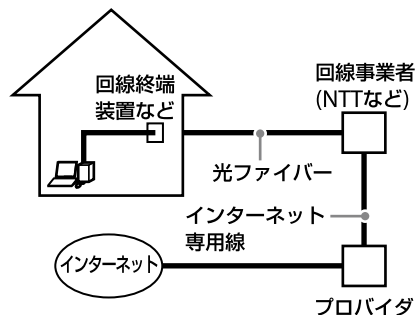 回線終端
装置など
回線事業者
(NTTなど)
光ファイバー
インターネット
専用線
インターネット
プロバイダ